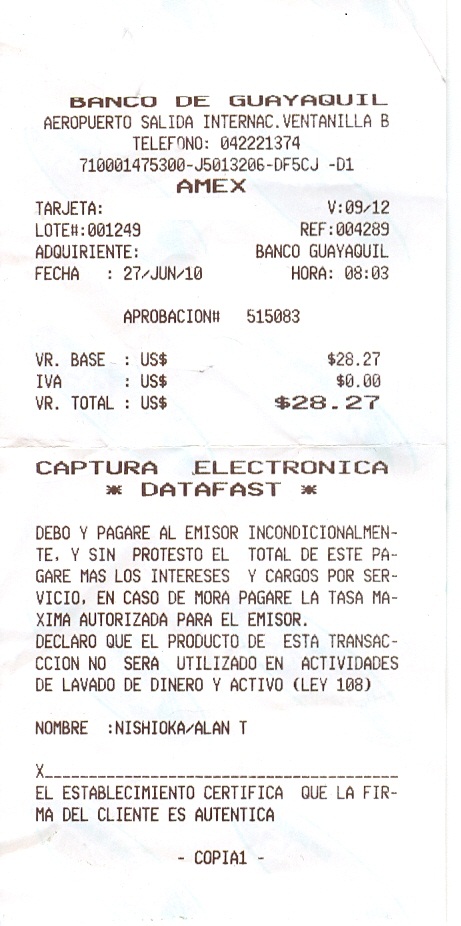 BANCO DE GUAYAQUIL
AEROPUERTO SALIDA INTERNAC.VENTANILLA B
TELEFONO: 042221374
710001475300-J5013206-DF5CJ -D1
AMEX
TARJETA: V:09/12
LOTE#:001249 REF:004289
ADQUIRIENTE: BANCO GUAYAQUIL
FECHA : 27/JUN/10 HORA: 08:03
APROBACION# 515083
VR. BASE : US$ $28.27
IVA : US$ $0.00
VR. TOTAL : US$ $28.27
CAPTURA ELECTRONICA
* DATAFAST *
DEBO Y PAGARE AL EMISOR INCONDICIONALMEN-
TE, Y SIN PROTESTO EL TOTAL DE ESTE PA-
GARE MAS LOS INTERESES Y CARGOS POR SER-
VICIO, EN CASO DE MORA PAGARE LA TASA MA-
XIMA AUTORIZADA PARA EL EMISOR.
DECLARO QUE EL PRODUCTO DE ESTA TRANSAC-
CCION NO SERA UTILIZADO EN ACTIVIDADES
DE LAVADO DE DINERO Y ACTIVO (LEY 108)
NOMBRE :NISHIOKA/ALAN T
X________________________________________
EL ESTABLECIMIENTO CERTIFICA QUE LA FIR-
MA DEL CLIENTE ES AUTENTICA
- COPIA1 -